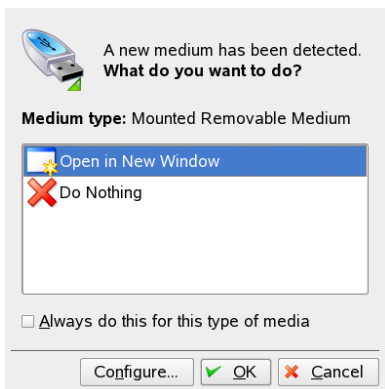 A new medium has been detected.
What do you want to do?
Medium type: Mounted Removable Medium
Open in New Window
Do Nothing
Always do this for this type of media
Configure... OK Cancel